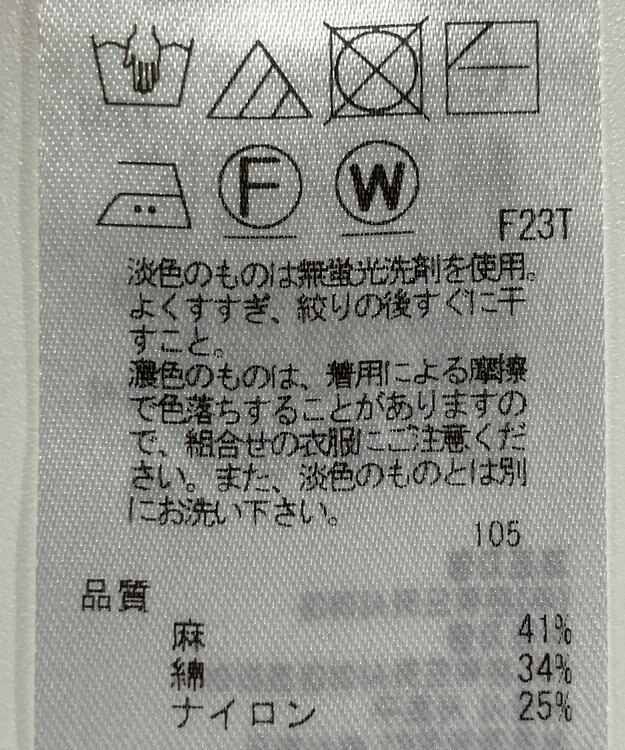 F
W
F23T
淡色のものは無蛍光洗剤を使用。
よくすすぎ、絞りの後すぐに干
すこと。
濃色のものは、着用による摩擦
で色落ちすることがありますの
で、組合せの衣服にご注意くだ
さい。また、淡色のものとは別
にお洗い下さい。
105
品質
麻 41%
綿 34%
ナイロン 25%